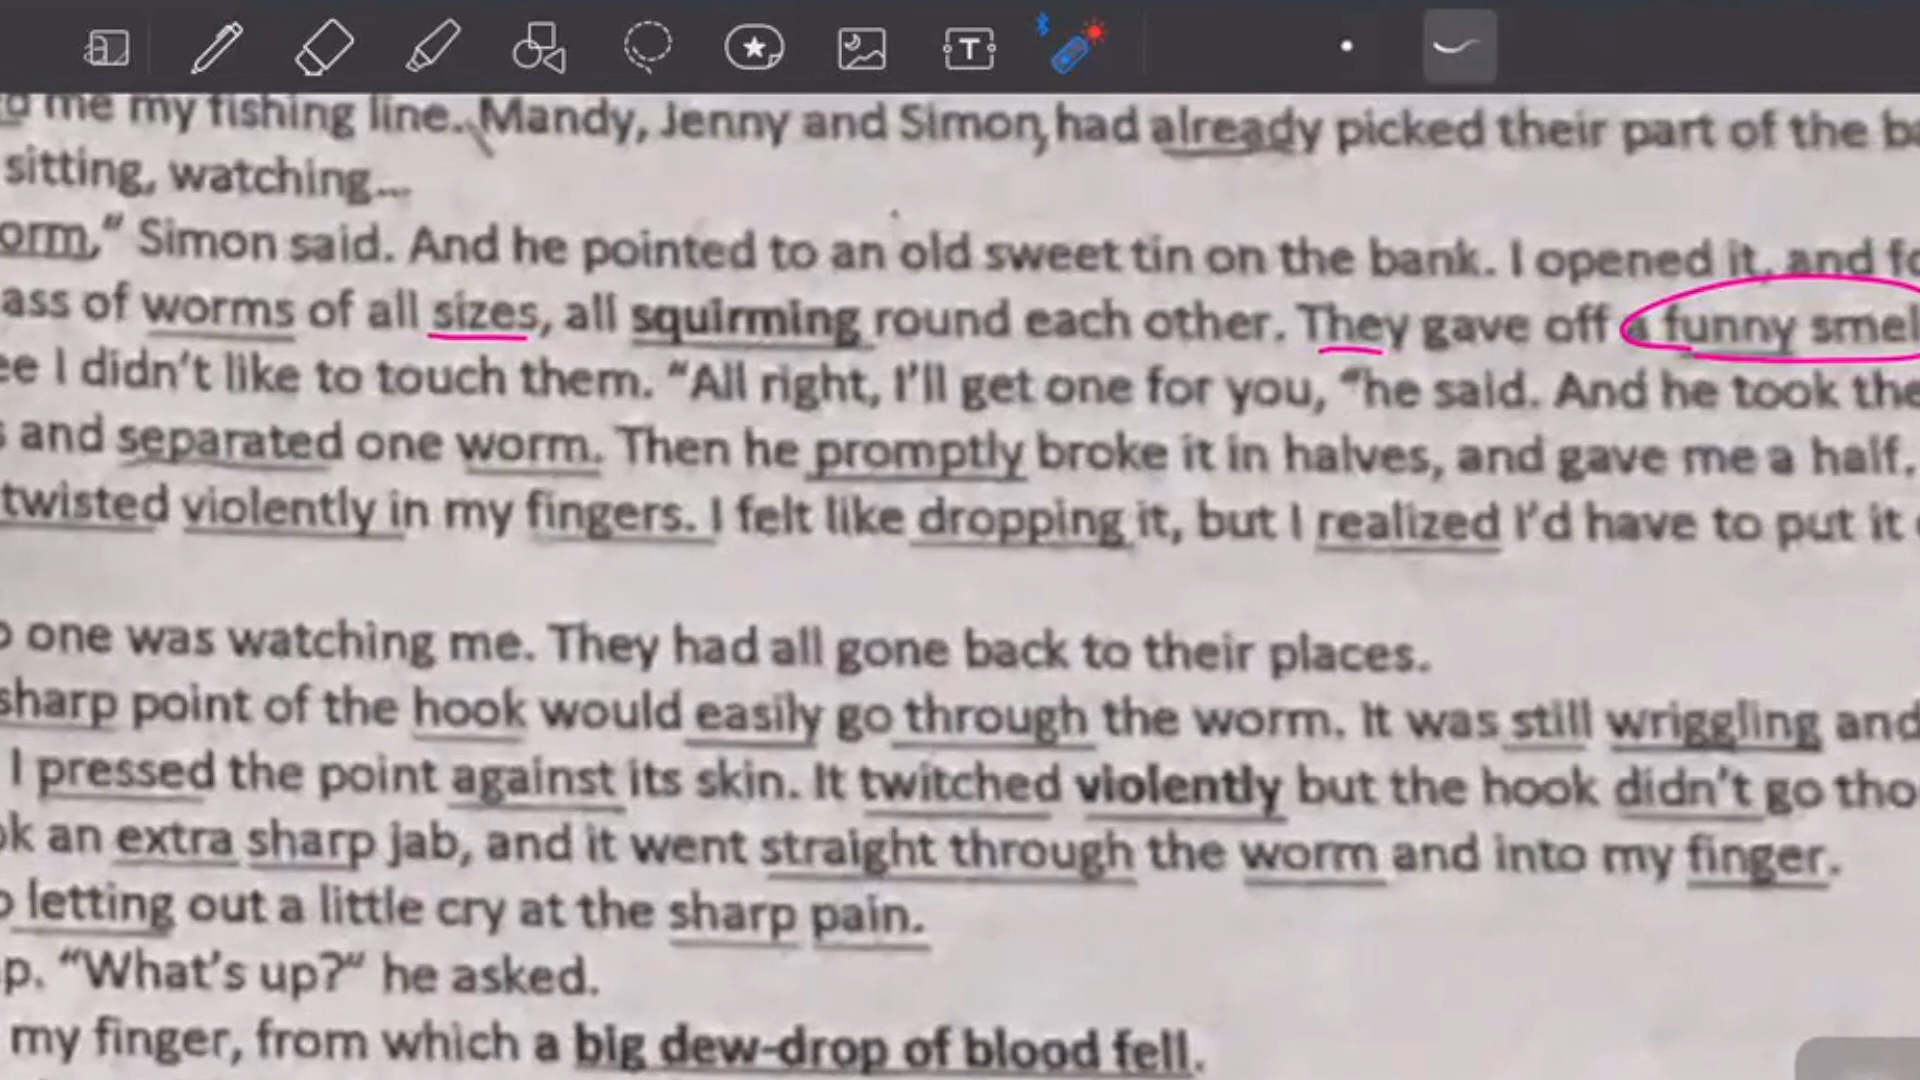 me my fishing line. Mandy, Jenny and Simon, had already picked their part of the
sitting, watching...
orm," Simon said. And he pointed to an old sweet tin on the bank. I opened it, and fo
ass of worms of all sizes, all squirming round each other. They gave off a funny smel
ee I didn't like to touch them. "All right, I'll get one for you, "he said. And he took the
and separated one worm. Then he promptly broke it in halves, and gave me a half.
twisted violently in my fingers. I felt like dropping it, but I realized I'd have to put it
one was watching me. They had all gone back to their places.
sharp point of the hook would easily go through the worm. It was still wriggling and
I pressed the point against its skin. It twitched violently but the hook didn't go tho
ok an extra sharp jab, and it went straight through the worm and into my finger.
letting out a little cry at the sharp pain.
p. "What's up?" he asked.
my finger, from which a big dew-drop of blood fell.